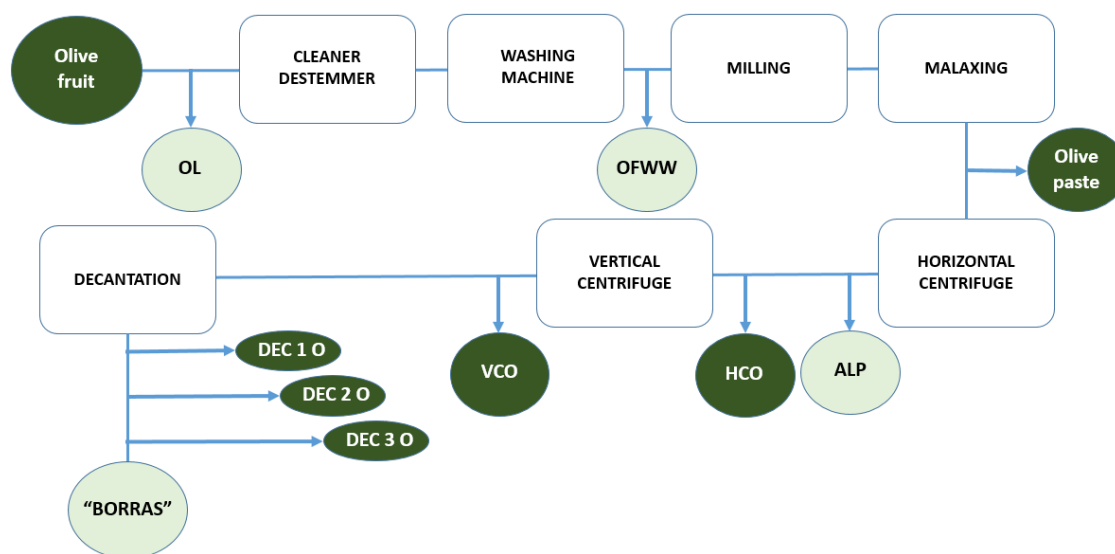 Olive
fruit
CLEANER
DESTEMMER
WASHING
MACHINE
MILLING
MALAXING
OL
OFWW
Olive
paste
DECANTATION
VERTICAL
CENTRIFUGE
HORIZONTAL
CENTRIFUGE
DEC 1 O
DEC 2 O
DEC 3 O
VCO
HCO
ALP
“BORRAS”